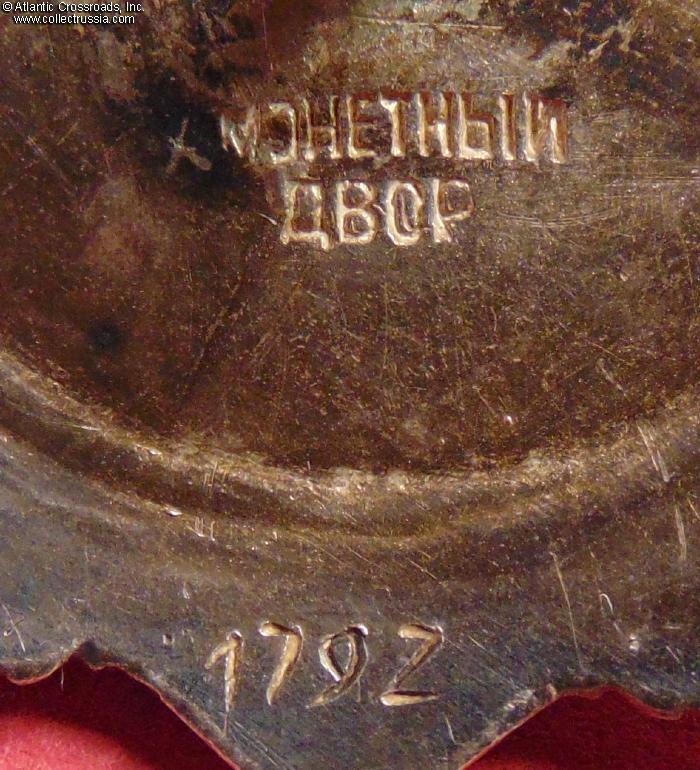 © Atlantic Crossroads, Inc.
www.collectrussia.com
МОНЕТНЫЙ
ДВОР
1792